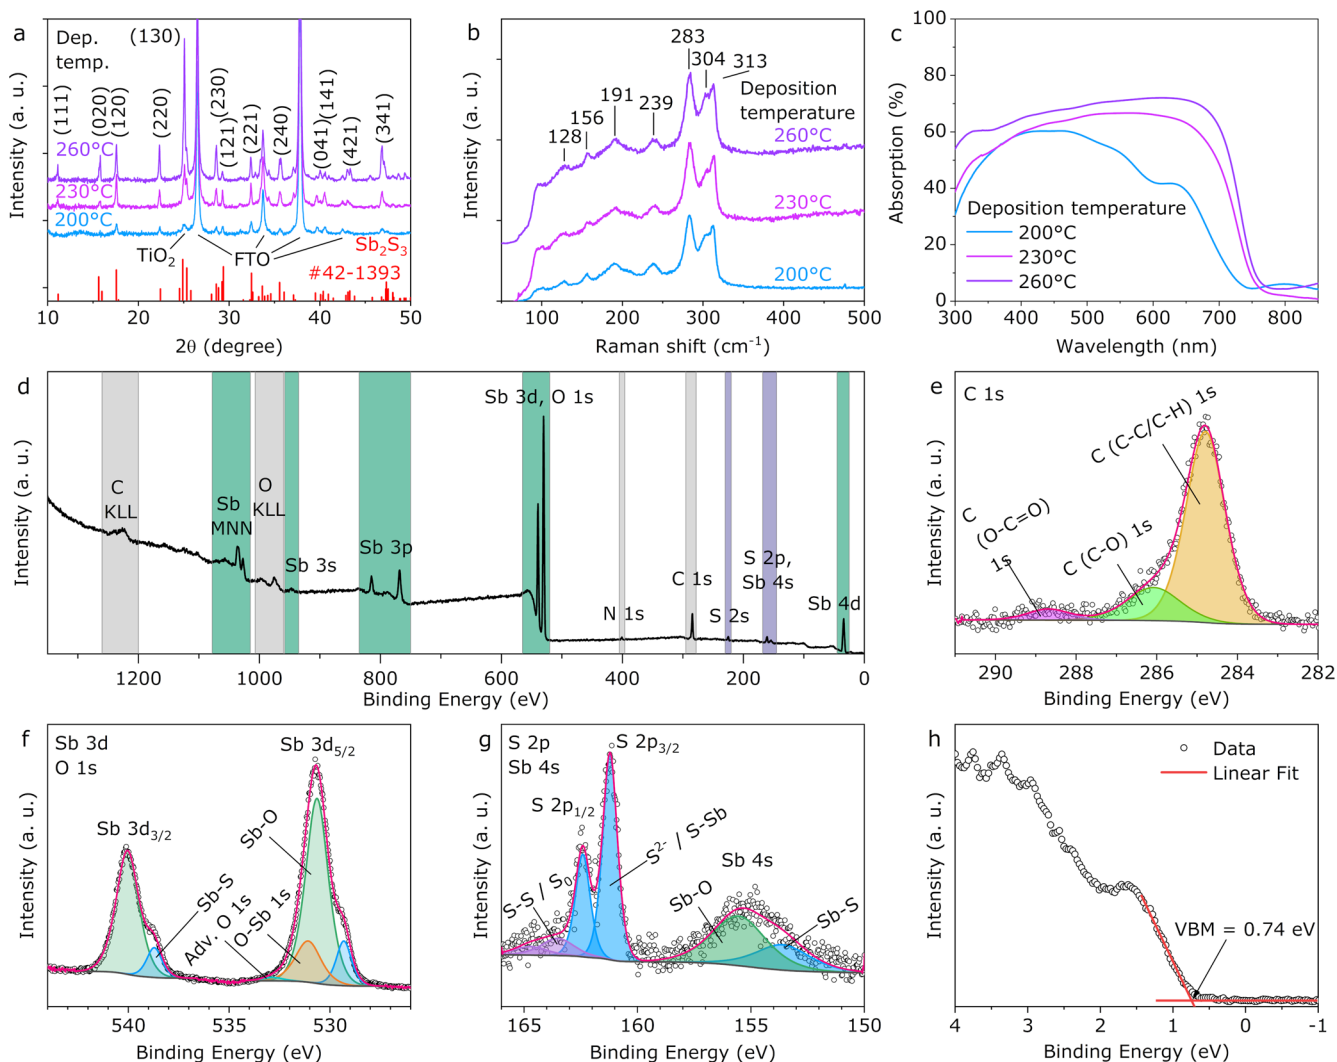 a
Dep.
temp.
(111)
(020)
(120)
(220)
(130)
(230)
(121)
(221)
(240)
(041)
(141)
(421)
(341)
260°C
230°C
200°C
TiO₂
FTO
Sb₂S₃
#42-1393
Intensity (a. u.)
10 20 30 40 50
2θ (degree)
b
283
304
313
191
239
156
128
Deposition
temperature
260°C
230°C
200°C
Intensity (a. u.)
100 200 300 400 500
Raman shift (cm⁻¹)
c
100
80
60
40
20
0
Absorption (%)
Deposition temperature
200°C
230°C
260°C
300 400 500 600 700 800
Wavelength (nm)
d
C
KLL
Sb
MNN
O
KLL
Sb 3s
Sb 3p
Sb 3d, O 1s
N 1s
C 1s
S 2s
S 2p,
Sb 4s
Sb 4d
Intensity (a. u.)
1200 1000 800 600 400 200 0
Binding Energy (eV)
e
C 1s
C (C-C/C-H) 1s
C
(O-C=O)
1s
C (C-O) 1s
Intensity (a. u.)
290 288 286 284 282
Binding Energy (eV)
f
Sb 3d
O 1s
Sb 3d₅/₂
Sb 3d₃/₂
Sb-O
Sb-S
Adv. O 1s
O-Sb 1s
Intensity (a. u.)
540 535 530
Binding Energy (eV)
g
S 2p
Sb 4s
S 2p₃/₂
S 2p₁/₂
S²⁻ / S-Sb
S-S / S₀
Sb 4s
Sb-O
Sb-S
Intensity (a. u.)
165 160 155 150
Binding Energy (eV)
h
Data
Linear Fit
VBM = 0.74 eV
Intensity (a. u.)
4 3 2 1 0 -1
Binding Energy (eV)